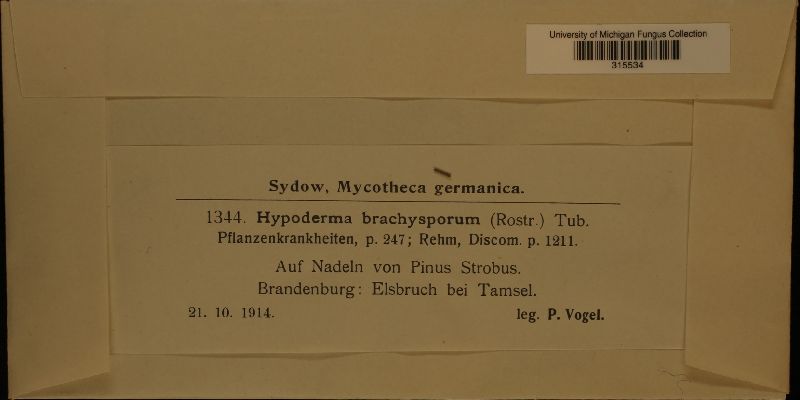 University of Michigan Fungus Collection
315534
Sydow, Mycotheca germanica.
1344. Hypoderma brachysporum (Rostr.) Tub.
Pflanzenkrankheiten, p. 247; Rehm, Discom. p. 1211.
Auf Nadeln von Pinus Strobus.
Brandenburg: Elsbruch bei Tamsel.
21. 10. 1914. leg. P. Vogel.